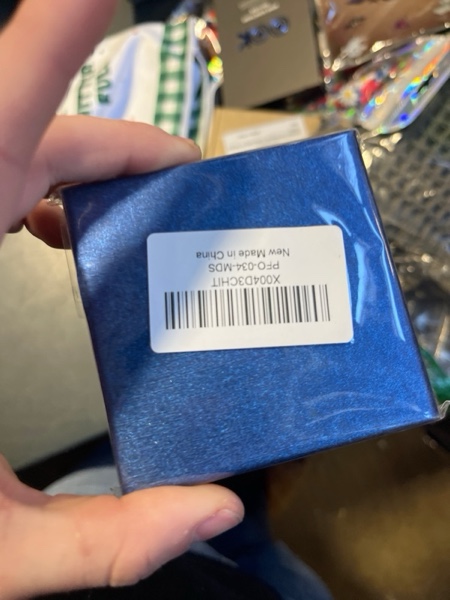 X004D3CHIT
PFO-034-MDS
New Made in China